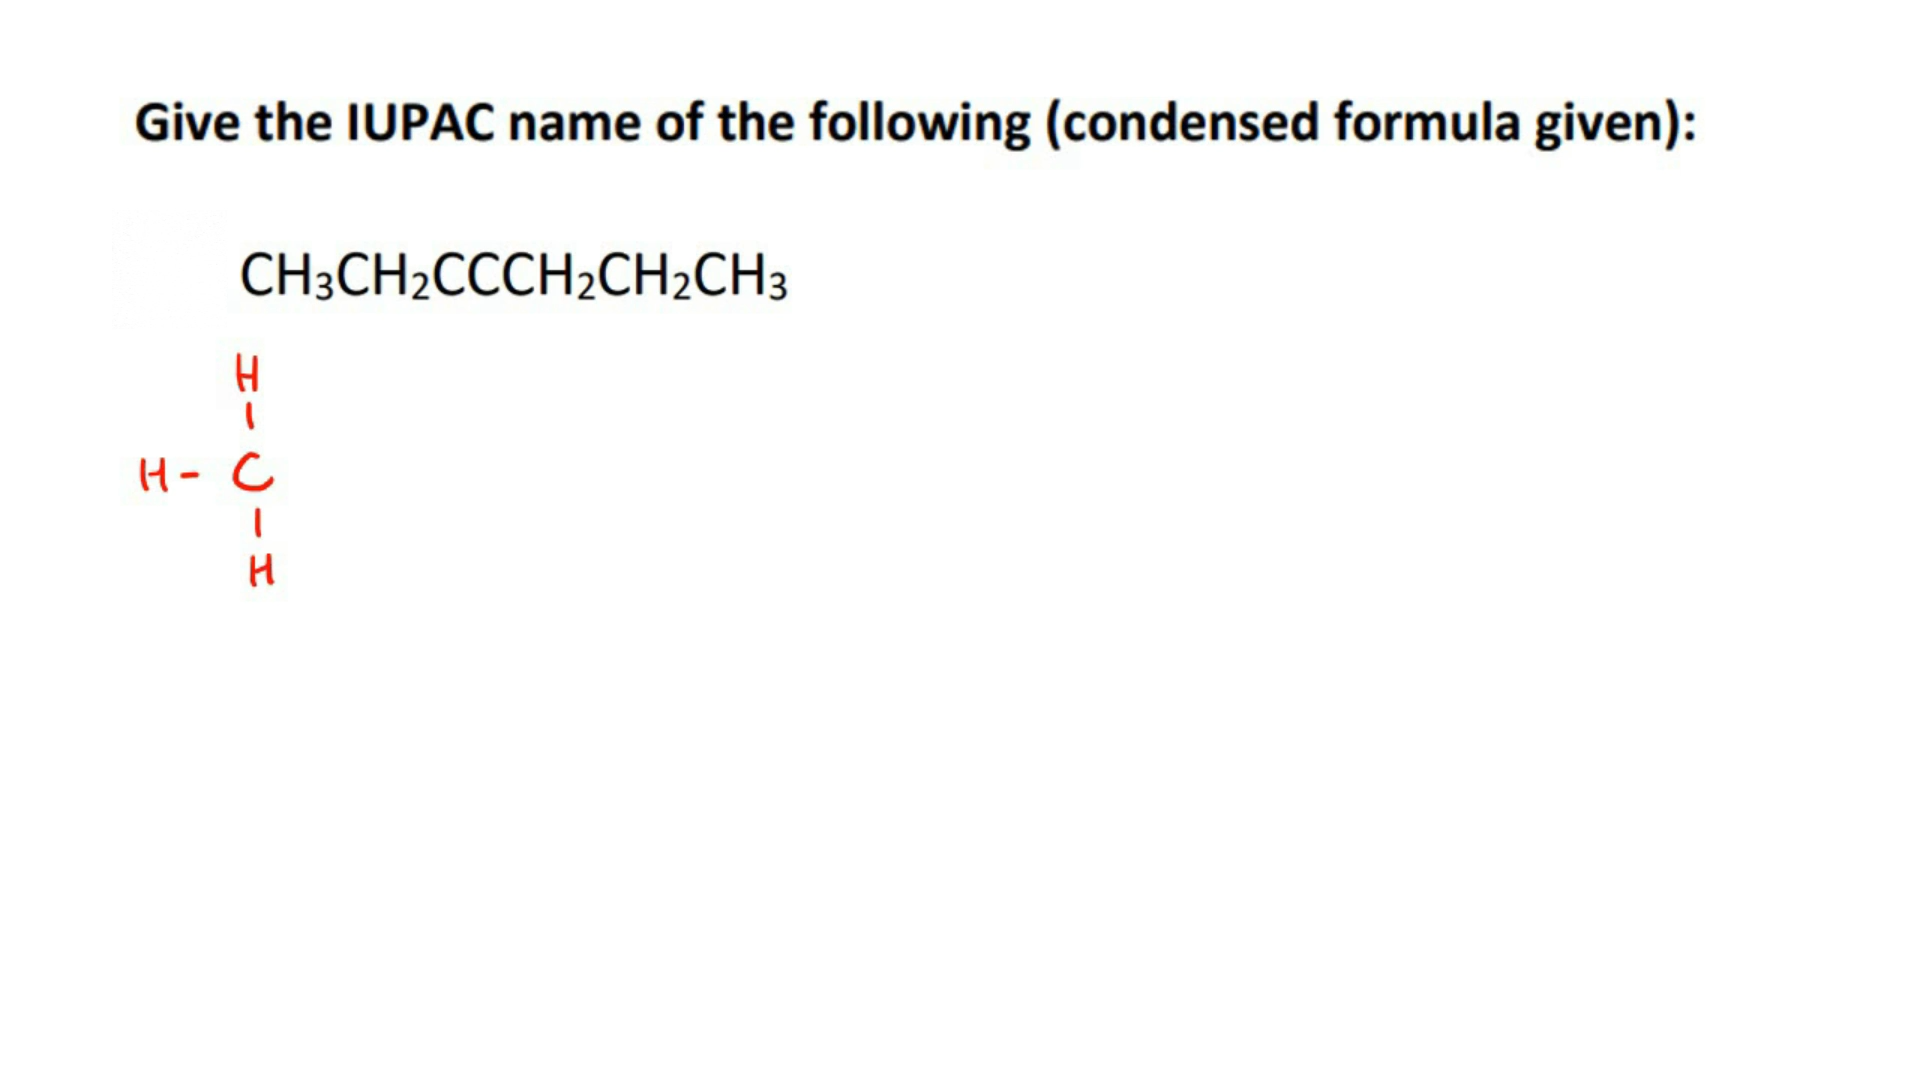 Give the IUPAC name of the following (condensed formula given):
CH₃CH₂CCCH₂CH₂CH₃
H
H - C
H